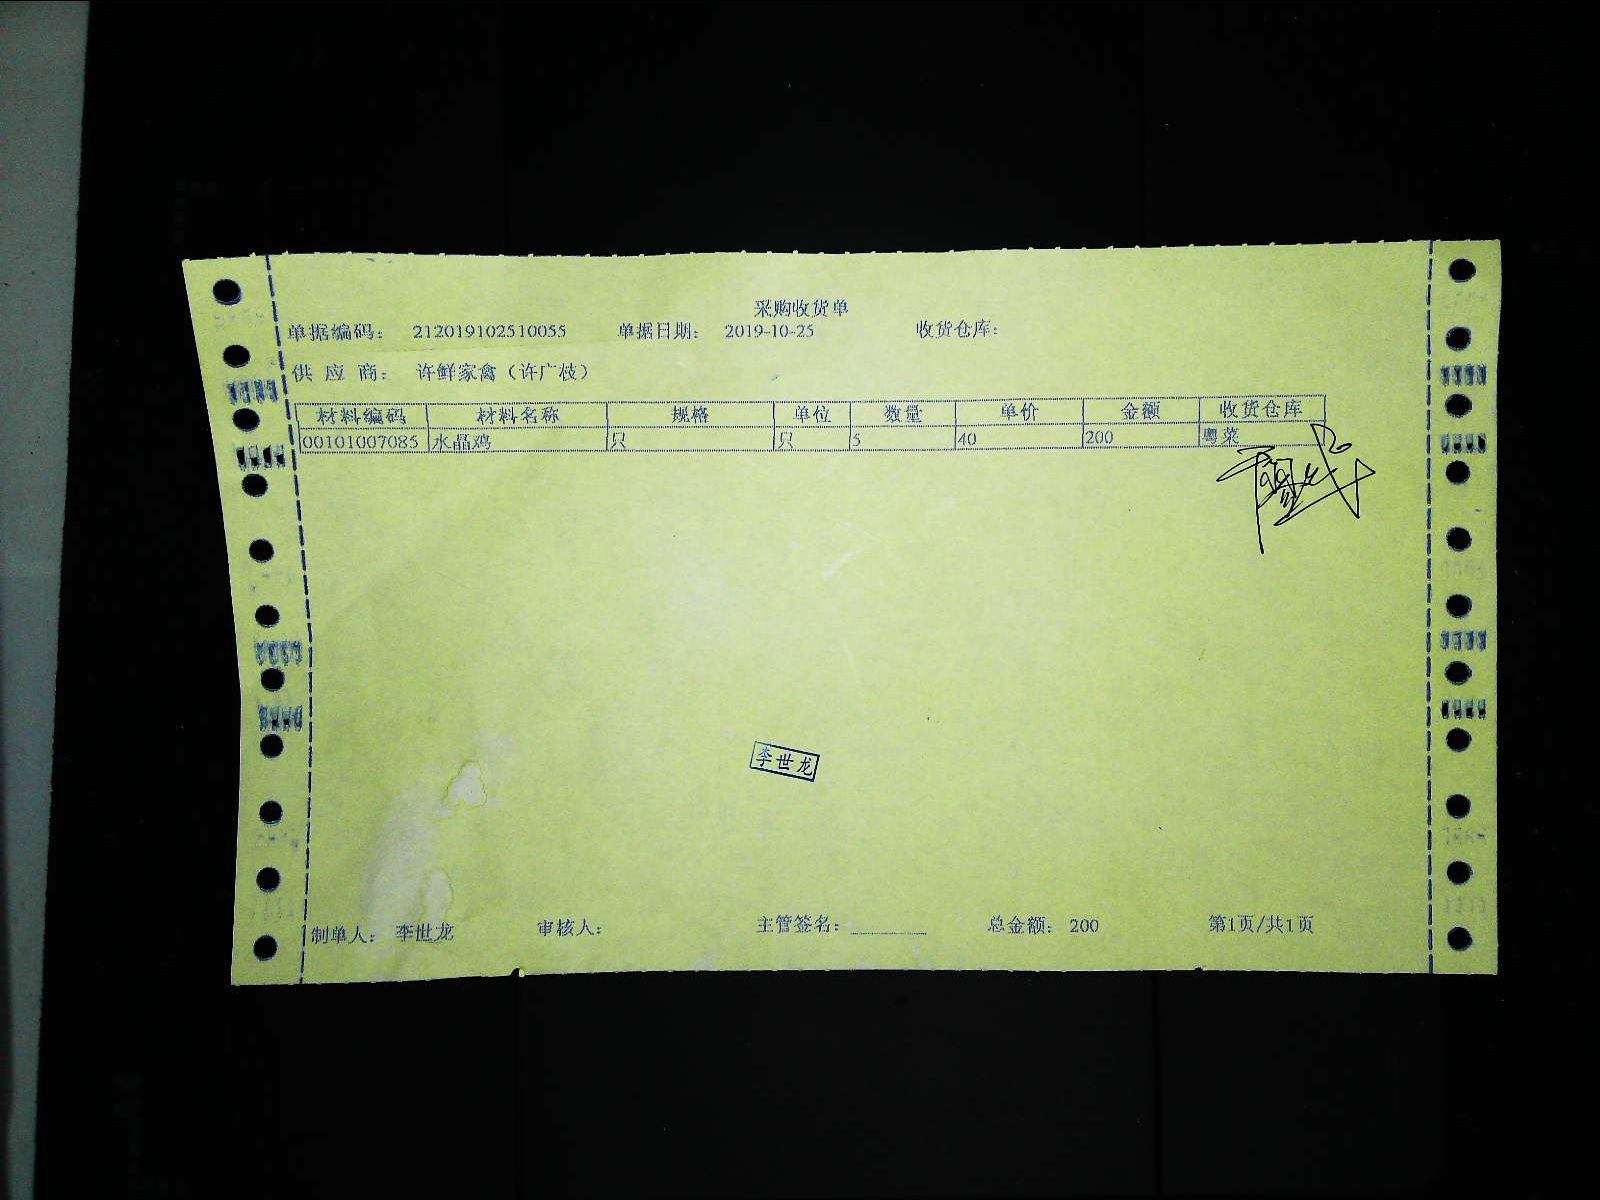 采购收货单
单据编码： 212019102510055 单据日期： 2019-10-25 收货仓库：
供 应 商： 许鲜家禽（许广枝）
材料编码 材料名称 规格 单位 数量 单价 金额 收货仓库
00101007085 水晶鸡 只 只 5 40 200 粤菜
李世龙
制单人： 李世龙 审核人： 主管签名：________ 总金额： 200 第1页/共1页